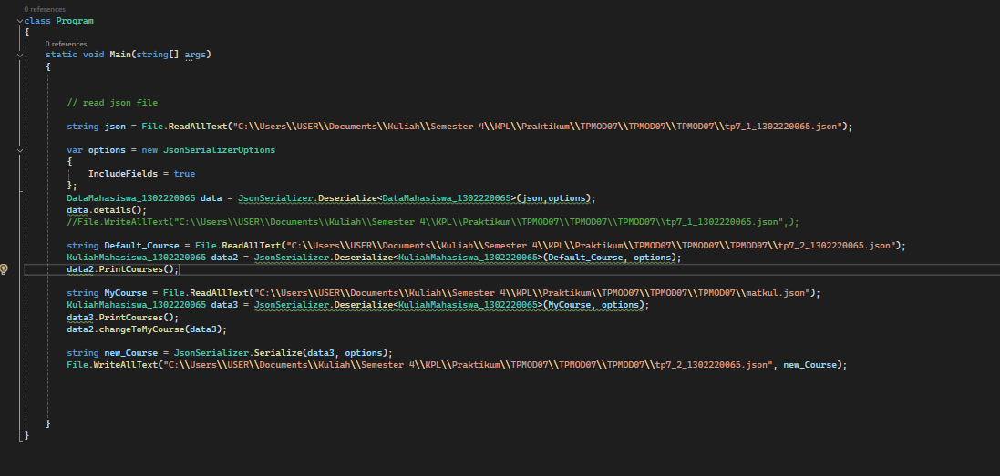 0 references
class Program
{
0 references
static void Main(string[] args)
{
// read json file
string json = File.ReadAllText("C:\\Users\\USER\\Documents\\Kuliah\\Semester 4\\KPL\\Praktikum\\TPMOD07\\TPMOD07\\TPMOD07\\tp7_1_1302220065.json");
var options = new JsonSerializerOptions
{
IncludeFields = true
};
DataMahasiswa_1302220065 data = JsonSerializer.Deserialize<DataMahasiswa_1302220065>(json,options);
data.details();
//File.WriteAllText("C:\\Users\\USER\\Documents\\Kuliah\\Semester 4\\KPL\\Praktikum\\TPMOD07\\TPMOD07\\TPMOD07\\tp7_1_1302220065.json",);
string Default_Course = File.ReadAllText("C:\\Users\\USER\\Documents\\Kuliah\\Semester 4\\KPL\\Praktikum\\TPMOD07\\TPMOD07\\TPMOD07\\tp7_2_1302220065.json");
KuliahMahasiswa_1302220065 data2 = JsonSerializer.Deserialize<KuliahMahasiswa_1302220065>(Default_Course, options);
data2.PrintCourses();
string MyCourse = File.ReadAllText("C:\\Users\\USER\\Documents\\Kuliah\\Semester 4\\KPL\\Praktikum\\TPMOD07\\TPMOD07\\TPMOD07\\matkul.json");
KuliahMahasiswa_1302220065 data3 = JsonSerializer.Deserialize<KuliahMahasiswa_1302220065>(MyCourse, options);
data3.PrintCourses();
data2.changeToMyCourse(data3);
string new_Course = JsonSerializer.Serialize(data3, options);
File.WriteAllText("C:\\Users\\USER\\Documents\\Kuliah\\Semester 4\\KPL\\Praktikum\\TPMOD07\\TPMOD07\\TPMOD07\\tp7_2_1302220065.json", new_Course);
}
}